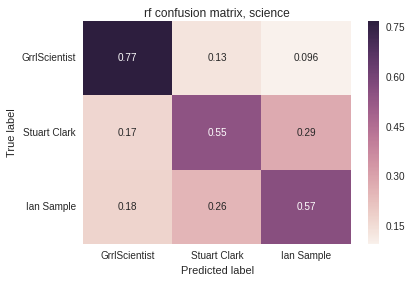 rf confusion matrix, science
GrrlScientist 0.77 0.13 0.096
Stuart Clark 0.17 0.55 0.29
Ian Sample 0.18 0.26 0.57
GrrlScientist Stuart Clark Ian Sample
Predicted label
True label
0.75
0.60
0.45
0.30
0.15